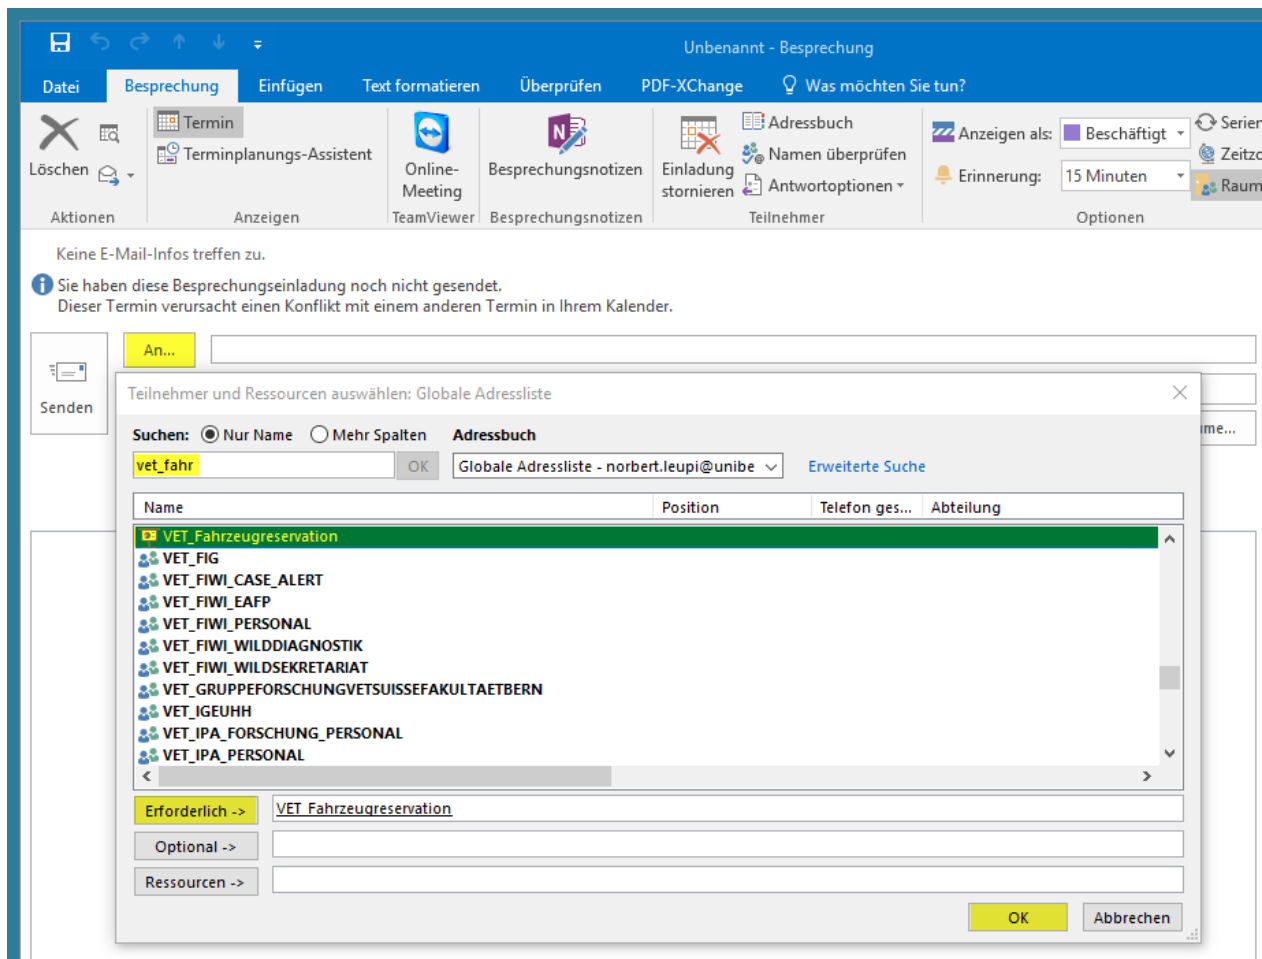 Unbenannt - Besprechung
Datei Besprechung Einfügen Text formatieren Überprüfen PDF-XChange Was möchten Sie tun?
Löschen
Termin
Terminplanungs-Assistent
Online-
Meeting
Besprechungsnotizen
Einladung
stornieren
Adressbuch
Namen überprüfen
Antwortoptionen
Anzeigen als: Beschäftigt
Erinnerung: 15 Minuten
Serien
Zeitzo
Raum
Aktionen Anzeigen TeamViewer Besprechungsnotizen Teilnehmer Optionen
Keine E-Mail-Infos treffen zu.
Sie haben diese Besprechungseinladung noch nicht gesendet.
Dieser Termin verursacht einen Konflikt mit einem anderen Termin in Ihrem Kalender.
An...
Senden
me...
Teilnehmer und Ressourcen auswählen: Globale Adressliste
Suchen: Nur Name Mehr Spalten Adressbuch
vet_fahr OK Globale Adressliste - norbert.leupi@unibe Erweiterte Suche
Name Position Telefon ges... Abteilung
VET_Fahrzeugreservation
VET_FIG
VET_FIWI_CASE_ALERT
VET_FIWI_EAFP
VET_FIWI_PERSONAL
VET_FIWI_WILDDIAGNOSTIK
VET_FIWI_WILDSEKRETARIAT
VET_GRUPPEFORSCHUNGVETSUISSEFAKULTAETBERN
VET_IGEUHH
VET_IPA_FORSCHUNG_PERSONAL
VET_IPA_PERSONAL
Erforderlich -> VET_Fahrzeugreservation
Optional ->
Ressourcen ->
OK Abbrechen